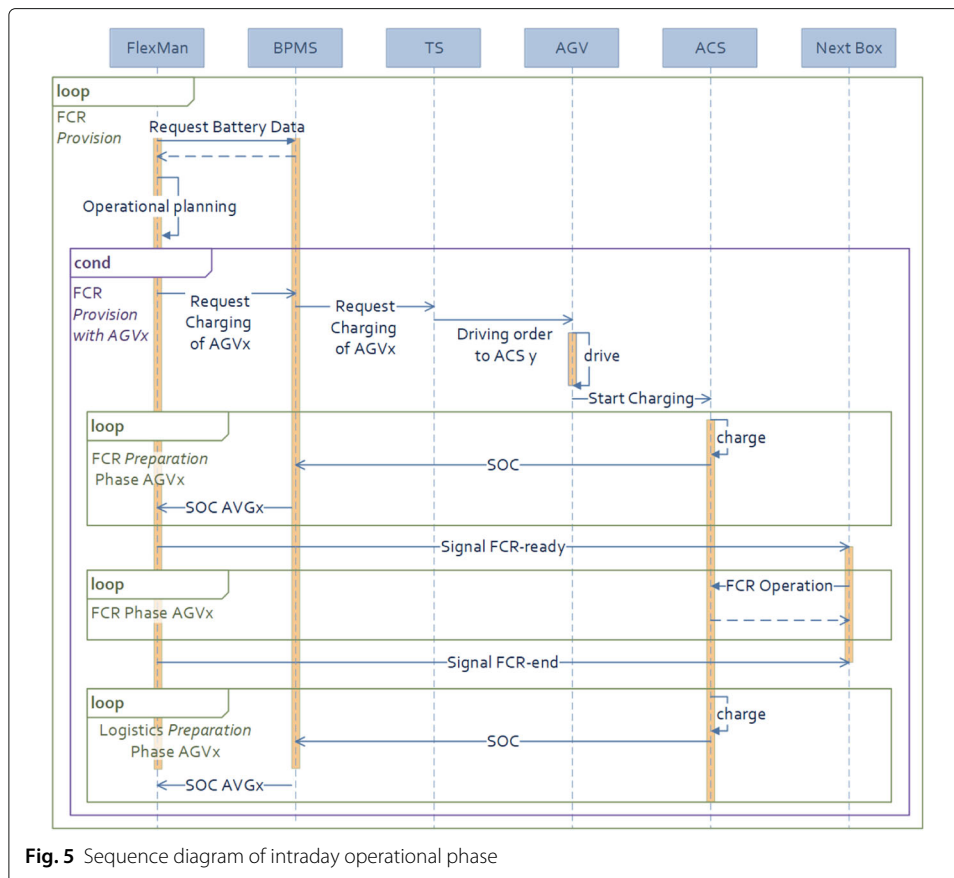 FlexMan BPMS TS AGV ACS Next Box
loop
FCR
Provision
Request Battery Data
Operational planning
cond
FCR
Provision
with AGVx
Request
Charging
of AGVx
Request
Charging
of AGVx
Driving order
to ACS y
drive
Start Charging
loop
FCR Preparation
Phase AGVx
charge
SOC
SOC AVGx
Signal FCR-ready
loop
FCR Phase AGVx
FCR Operation
Signal FCR-end
loop
Logistics Preparation
Phase AGVx
charge
SOC
SOC AVGx
Fig. 5 Sequence diagram of intraday operational phase